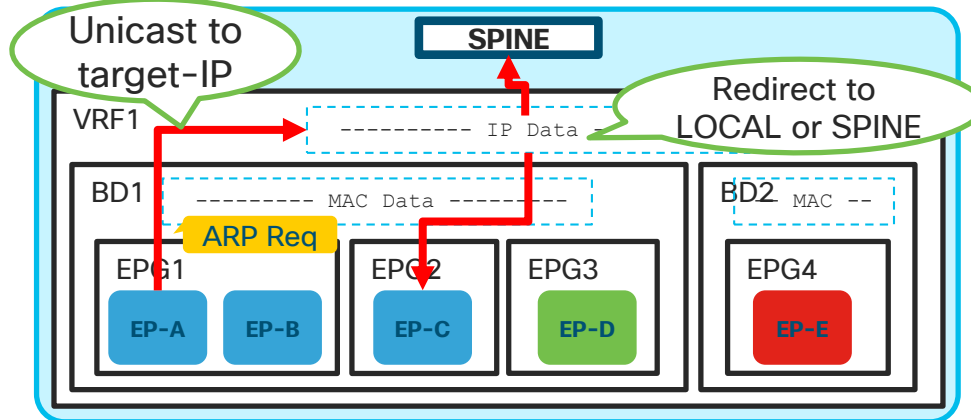 Unicast to
target-IP
SPINE
Redirect to
LOCAL or SPINE
VRF1
---------- IP Data -
BD1
-------- MAC Data ---------
BD2
-- MAC --
ARP Req
EPG1
EPG2
EPG3
EPG4
EP-A
EP-B
EP-C
EP-D
EP-E